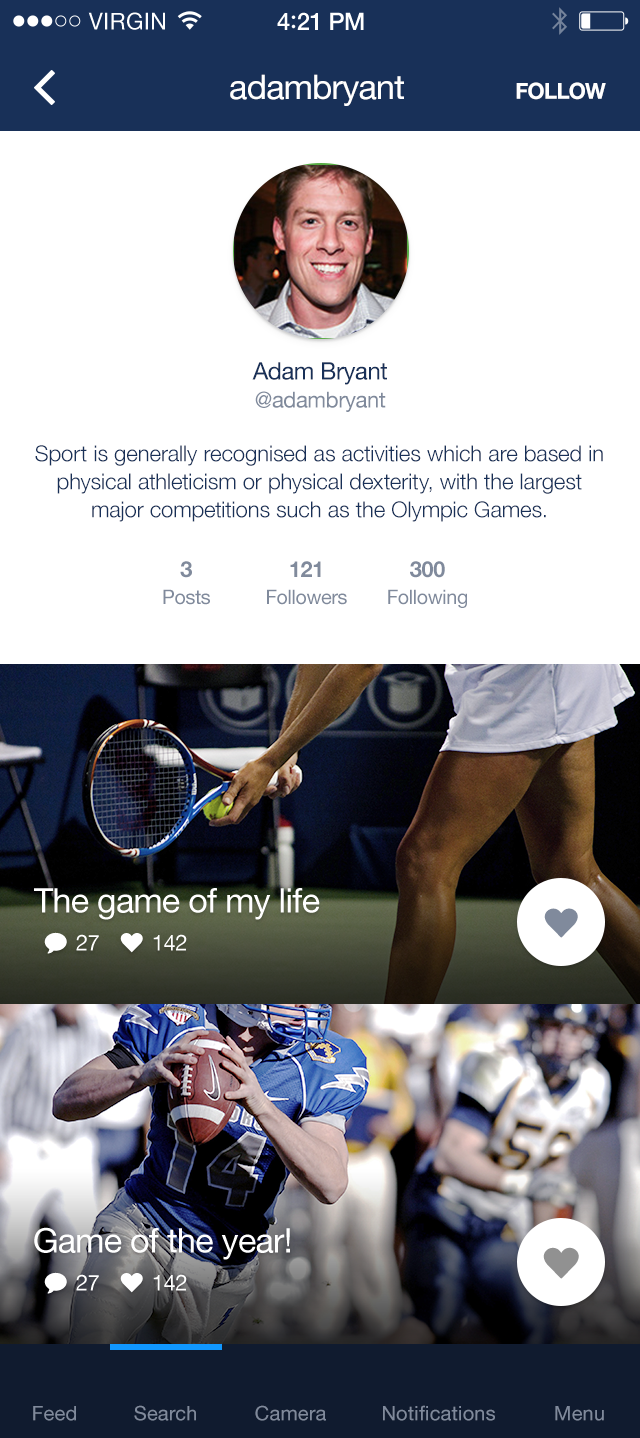 VIRGIN 4:21 PM
adambryant FOLLOW
Adam Bryant
@adambryant
Sport is generally recognised as activities which are based in
physical athleticism or physical dexterity, with the largest
major competitions such as the Olympic Games.
3 121 300
Posts Followers Following
The game of my life
27 142
14
58
Game of the year!
27 142
Feed Search Camera Notifications Menu